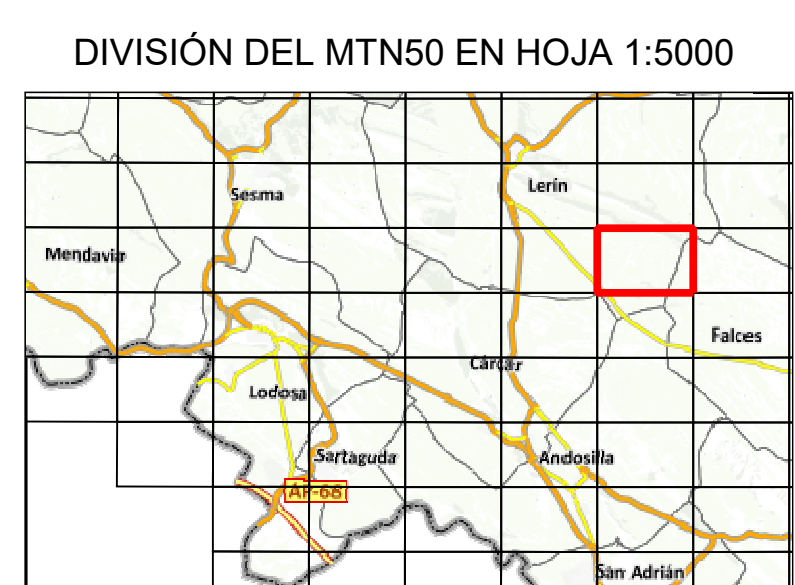 DIVISIÓN DEL MTN50 EN HOJA 1:5000
Lerín
Sesma
Mendavia
Falces
Cárcar
Lodosa
Sartaguda
Andosilla
AP-68
San Adrián